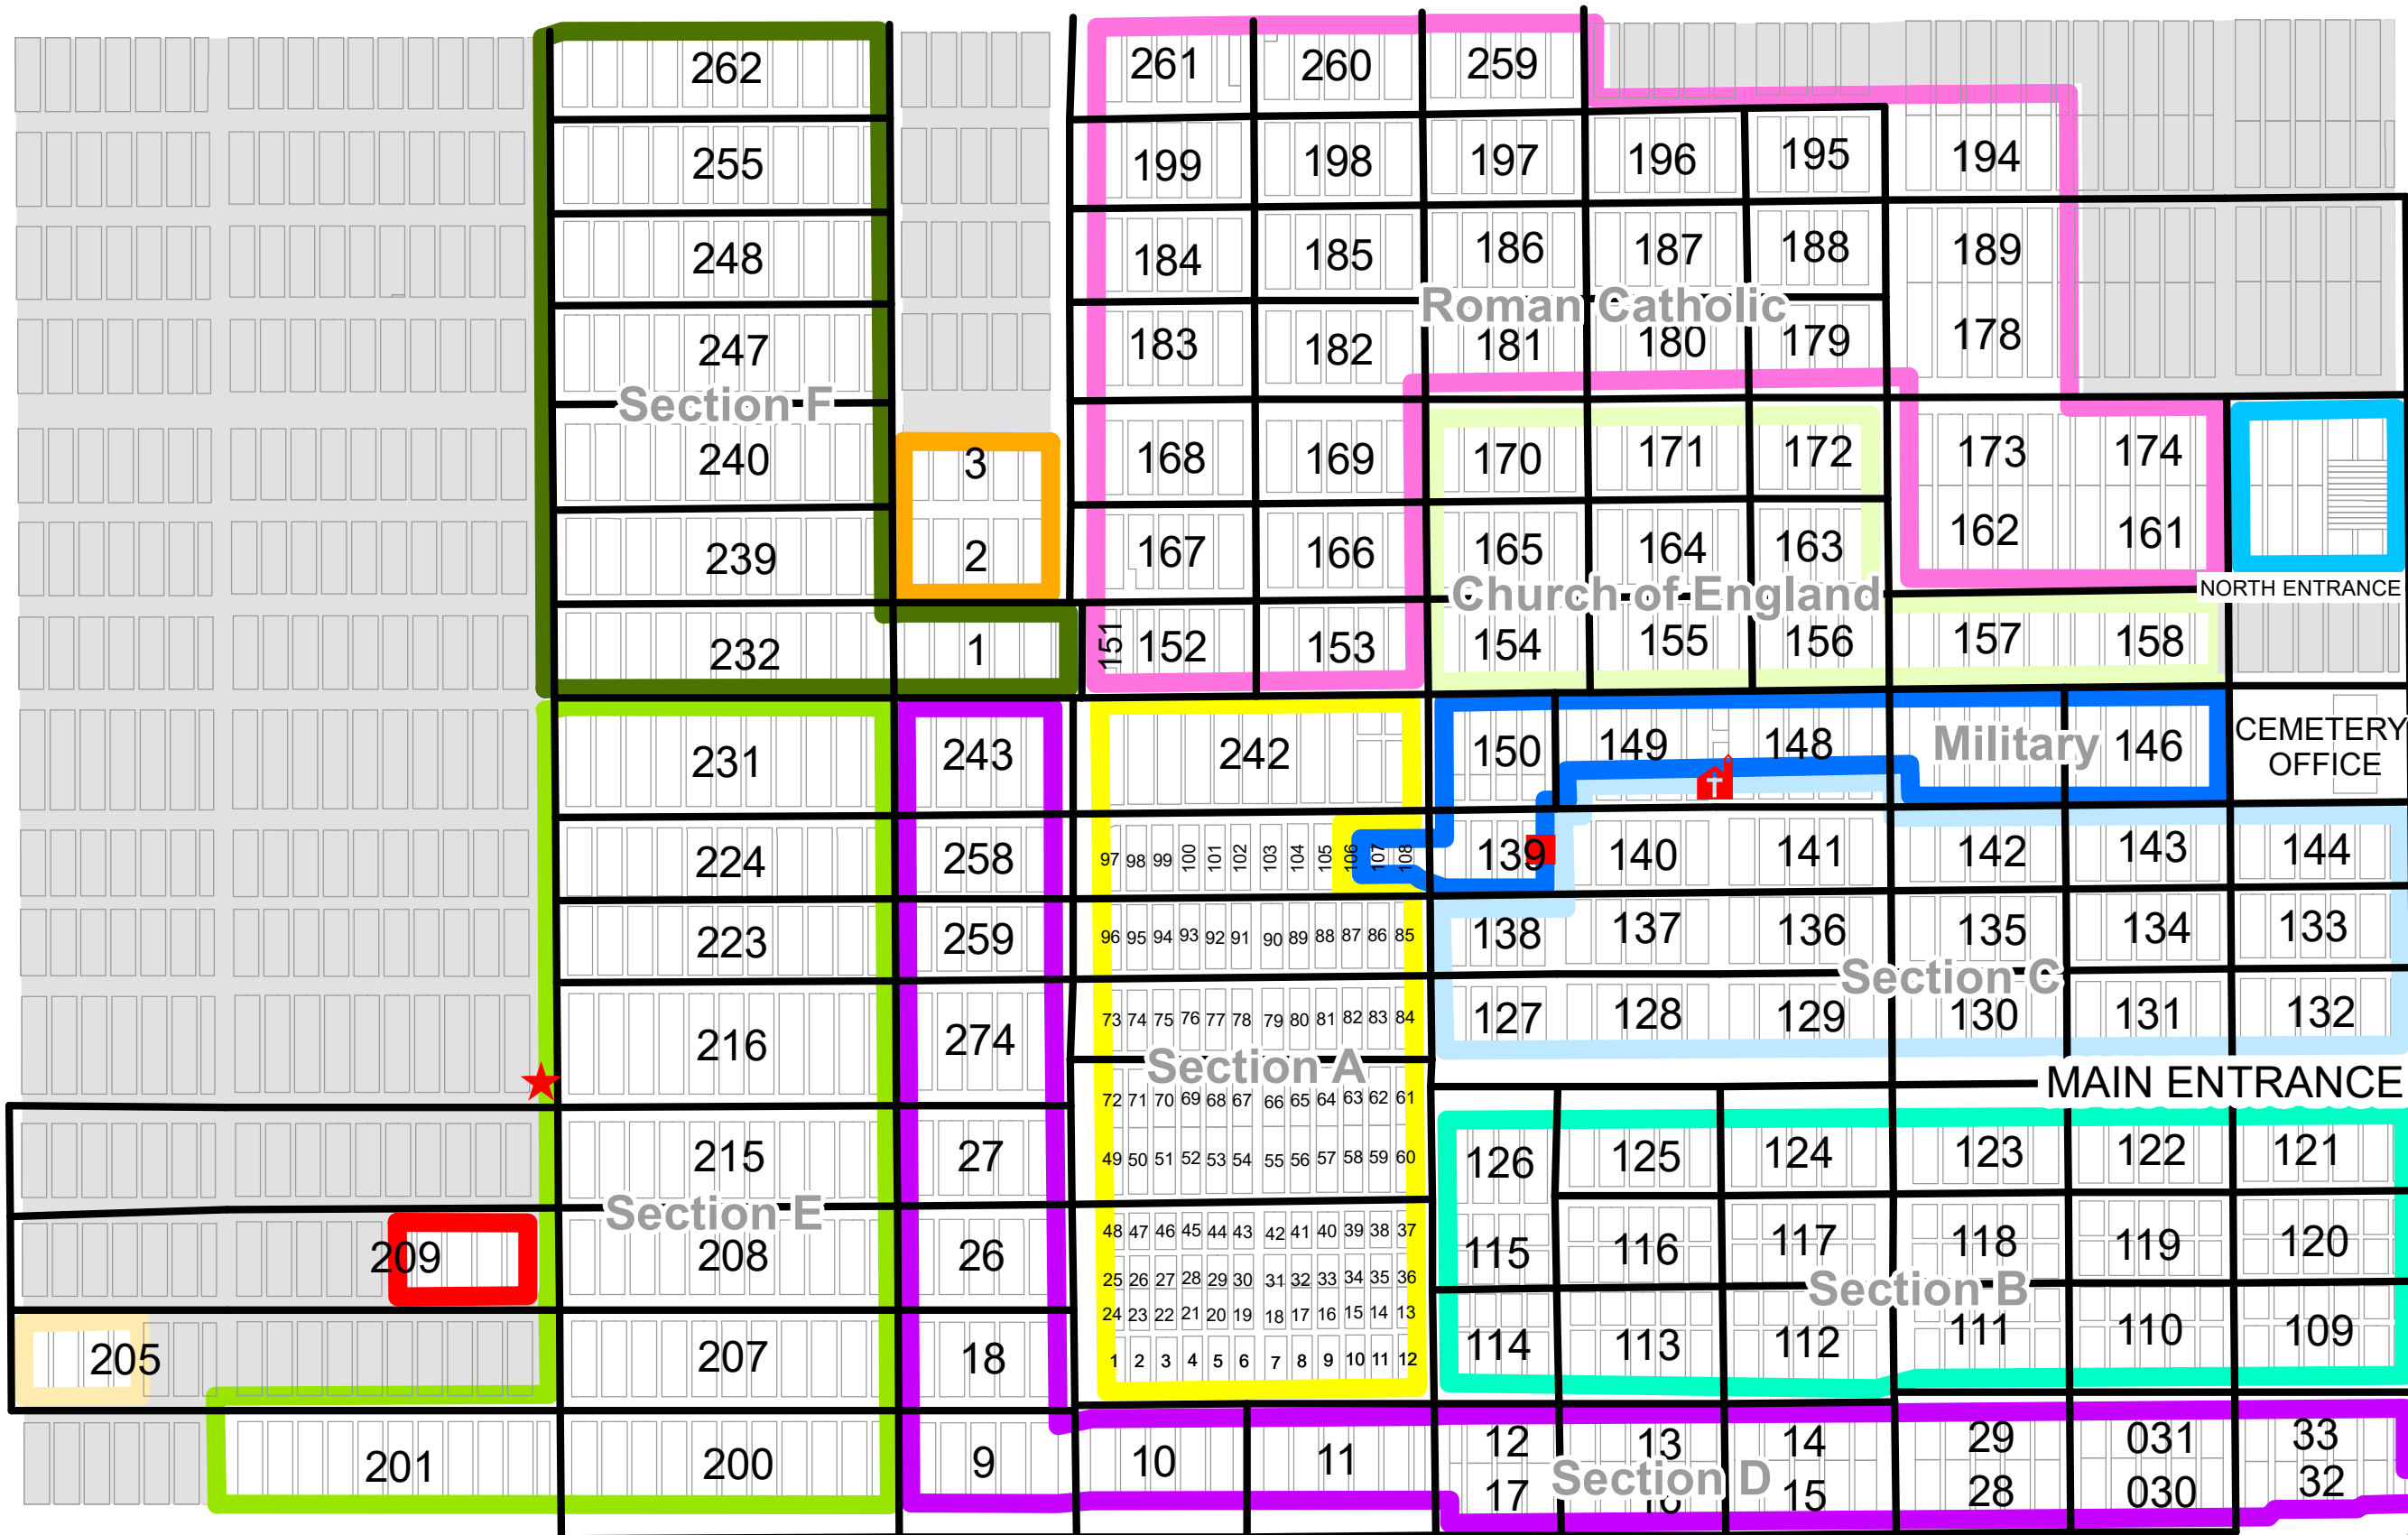 262 261 260 259
255 199 198 197 196 195 194
248 184 185 186 187 188 189
Roman Catholic
247 183 182 181 180 179 178
Section F
240 3 168 169 170 171 172 173 174
239 2 167 166 165 164 163 162 161
NORTH ENTRANCE
Church of England
232 1 151 152 153 154 155 156 157 158
231 243 242 150 149 148 Military 146 CEMETERY
OFFICE
224 258 97 98 99 100 101 102 103 104 105 106 107 108 139 140 141 142 143 144
223 259 96 95 94 93 92 91 90 89 88 87 86 85 138 137 136 135 134 133
Section C
216 274 73 74 75 76 77 78 79 80 81 82 83 84 127 128 129 130 131 132
Section A
MAIN ENTRANCE
72 71 70 69 68 67 66 65 64 63 62 61
215 27 49 50 51 52 53 54 55 56 57 58 59 60 126 125 124 123 122 121
Section E
48 47 46 45 44 43 42 41 40 39 38 37
209 208 26 115 116 117 118 119 120
25 26 27 28 29 30 31 32 33 34 35 36
Section B
24 23 22 21 20 19 18 17 16 15 14 13
205 207 18 1 2 3 4 5 6 7 8 9 10 11 12 114 113 112 111 110 109
201 200 9 10 11 12 13 14 29 031 33
Section D
17 15 28 030 32